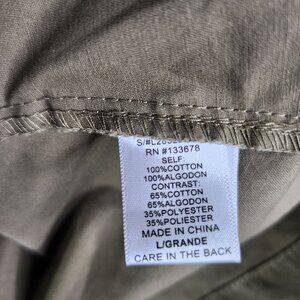 RN #133678
SELF:
100%COTTON
100%ALGODON
CONTRAST:
65%COTTON
65%ALGODON
35%POLYESTER
35%POLIESTER
MADE IN CHINA
L/GRANDE
CARE IN THE BACK